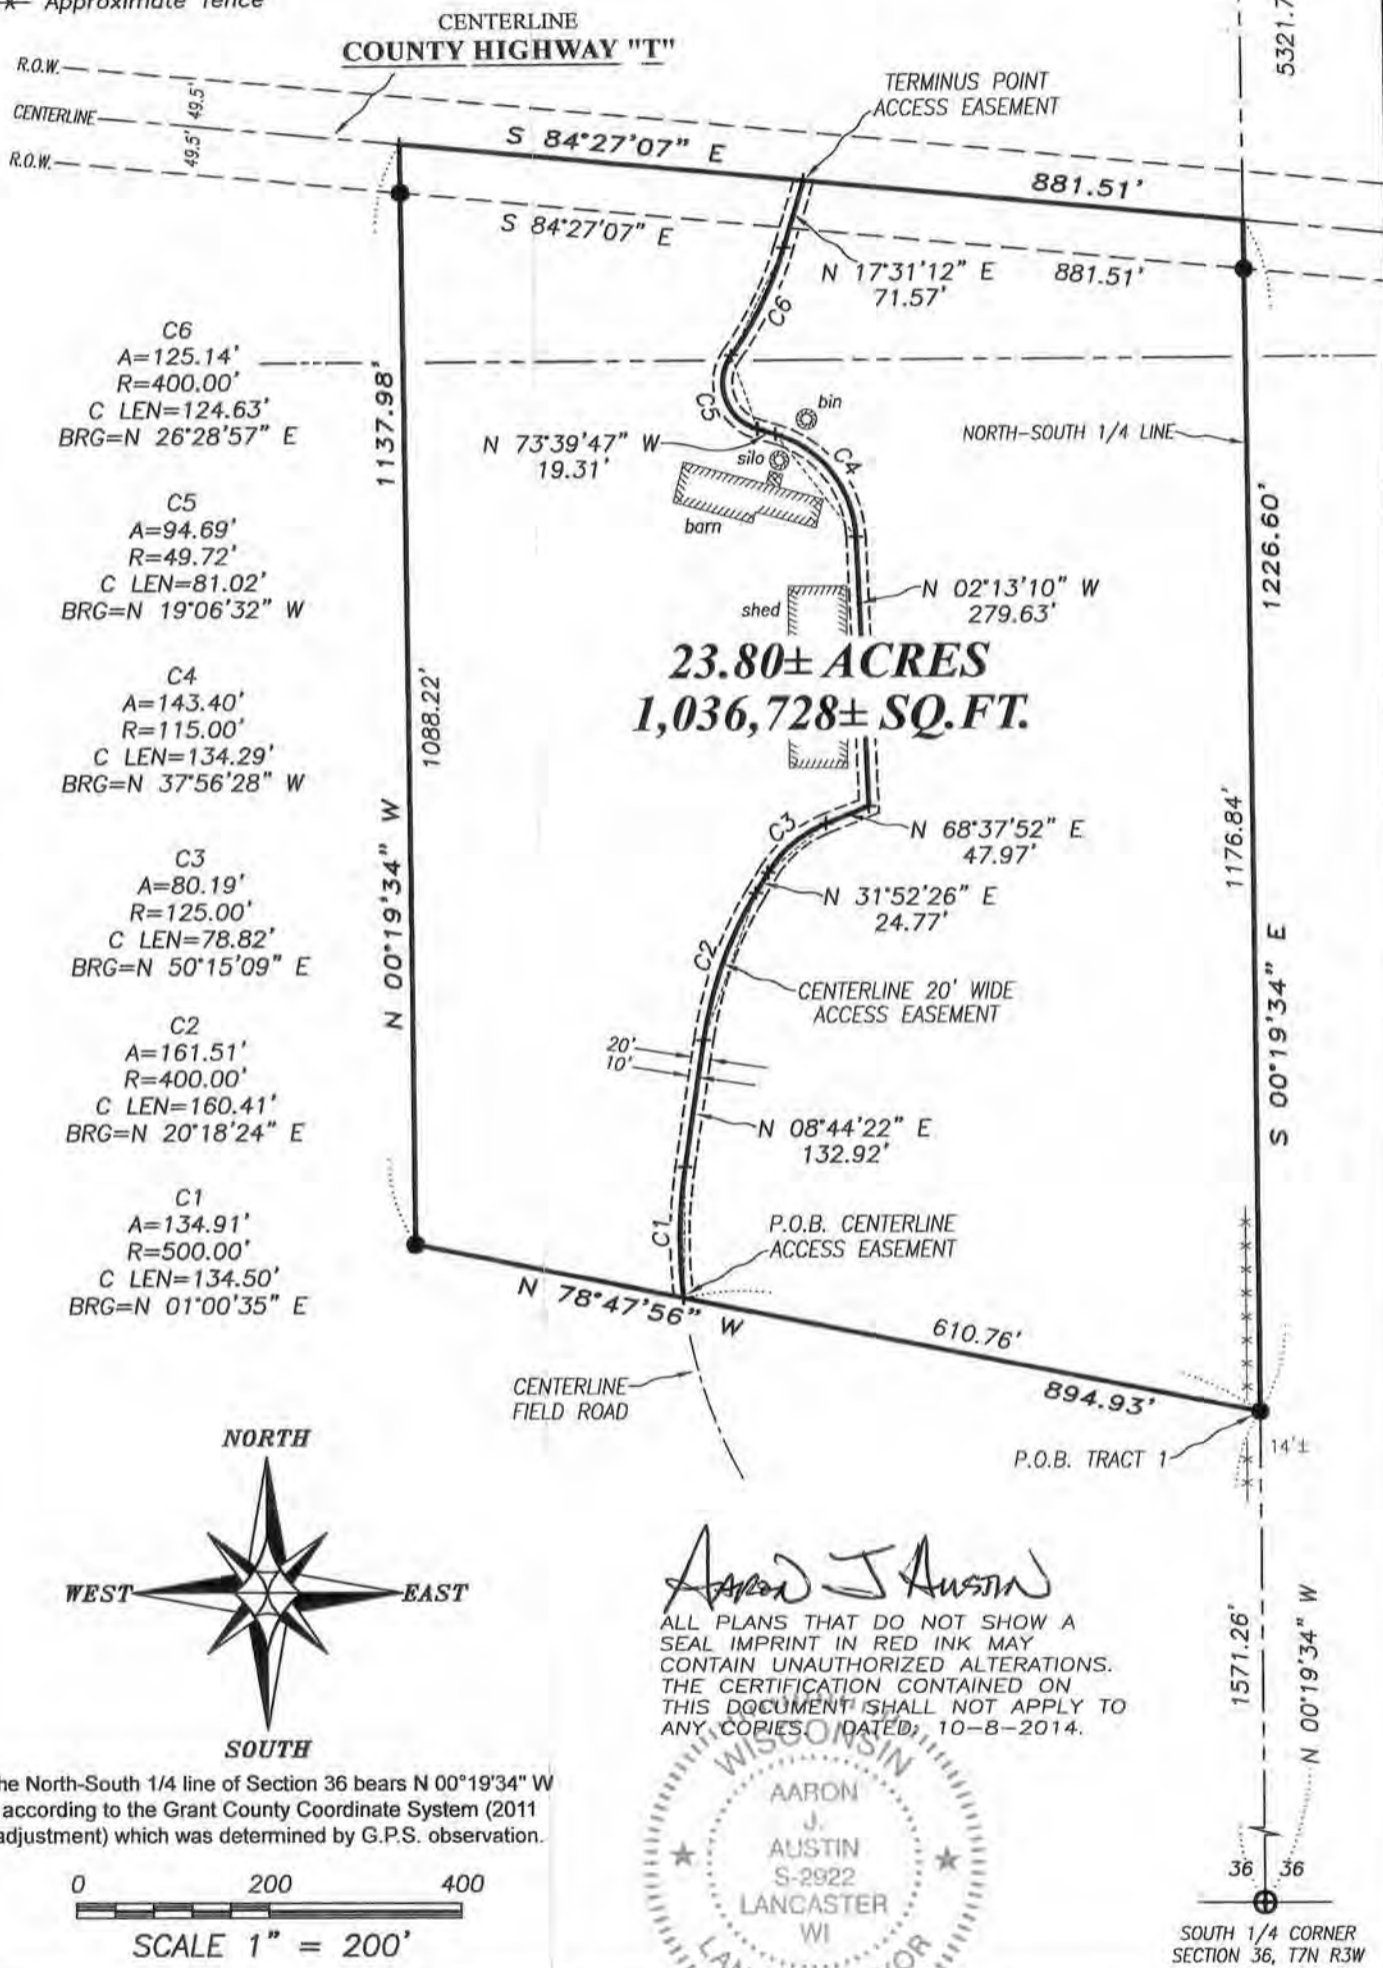 Approximate fence
CENTERLINE
COUNTY HIGHWAY "T"
R.O.W.
CENTERLINE
R.O.W.
49.5'
49.5'
TERMINUS POINT
ACCESS EASEMENT
5321.7
S 84°27'07" E
881.51'
S 84°27'07" E
881.51'
N 17°31'12" E
71.57'
C6
C6
A=125.14'
R=400.00'
C LEN=124.63'
BRG=N 26°28'57" E
C5
A=94.69'
R=49.72'
C LEN=81.02'
BRG=N 19°06'32" W
C4
A=143.40'
R=115.00'
C LEN=134.29'
BRG=N 37°56'28" W
C3
A=80.19'
R=125.00'
C LEN=78.82'
BRG=N 50°15'09" E
C2
A=161.51'
R=400.00'
C LEN=160.41'
BRG=N 20°18'24" E
C1
A=134.91'
R=500.00'
C LEN=134.50'
BRG=N 01°00'35" E
1137.98'
1088.22'
N 00°19'34" W
C5
bin
N 73°39'47" W
19.31'
silo
C4
barn
NORTH-SOUTH 1/4 LINE
1226.60'
N 02°13'10" W
279.63'
shed
23.80± ACRES
1,036,728± SQ.FT.
1176.84'
C3
N 68°37'52" E
47.97'
N 31°52'26" E
24.77'
C2
CENTERLINE 20' WIDE
ACCESS EASEMENT
20'
10'
S 00°19'34" E
N 08°44'22" E
132.92'
C1
P.O.B. CENTERLINE
ACCESS EASEMENT
N 78°47'56" W
610.76'
894.93'
CENTERLINE
FIELD ROAD
P.O.B. TRACT 1
14'±
NORTH
WEST
EAST
SOUTH
Aaron J Austin
ALL PLANS THAT DO NOT SHOW A
SEAL IMPRINT IN RED INK MAY
CONTAIN UNAUTHORIZED ALTERATIONS.
THE CERTIFICATION CONTAINED ON
THIS DOCUMENT SHALL NOT APPLY TO
ANY COPIES. DATED: 10-8-2014.
WISCONSIN
AARON
J.
AUSTIN
S-2922
LANCASTER
WI
1571.26'
N 00°19'34" W
he North-South 1/4 line of Section 36 bears N 00°19'34" W
according to the Grant County Coordinate System (2011
adjustment) which was determined by G.P.S. observation.
0 200 400
SCALE 1" = 200'
36 36
SOUTH 1/4 CORNER
SECTION 36, T7N R3W